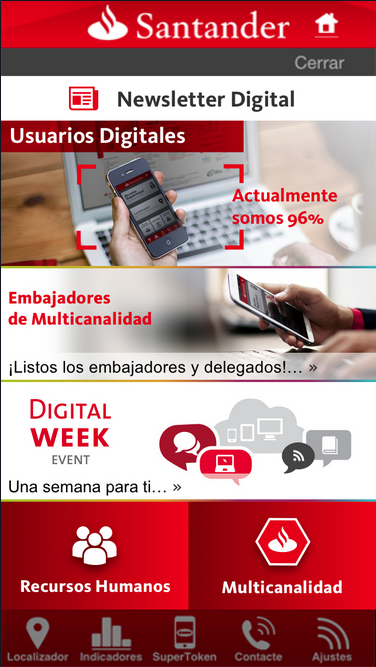 Santander
Cerrar
Newsletter Digital
Usuarios Digitales
Actualmente
somos 96%
Embajadores
de Multicanalidad
¡Listos los embajadores y delegados!... »
DIGITAL
WEEK
EVENT
Una semana para ti... »
Recursos Humanos
Multicanalidad
Localizador
Indicadores
SuperToken
Contacte
Ajustes